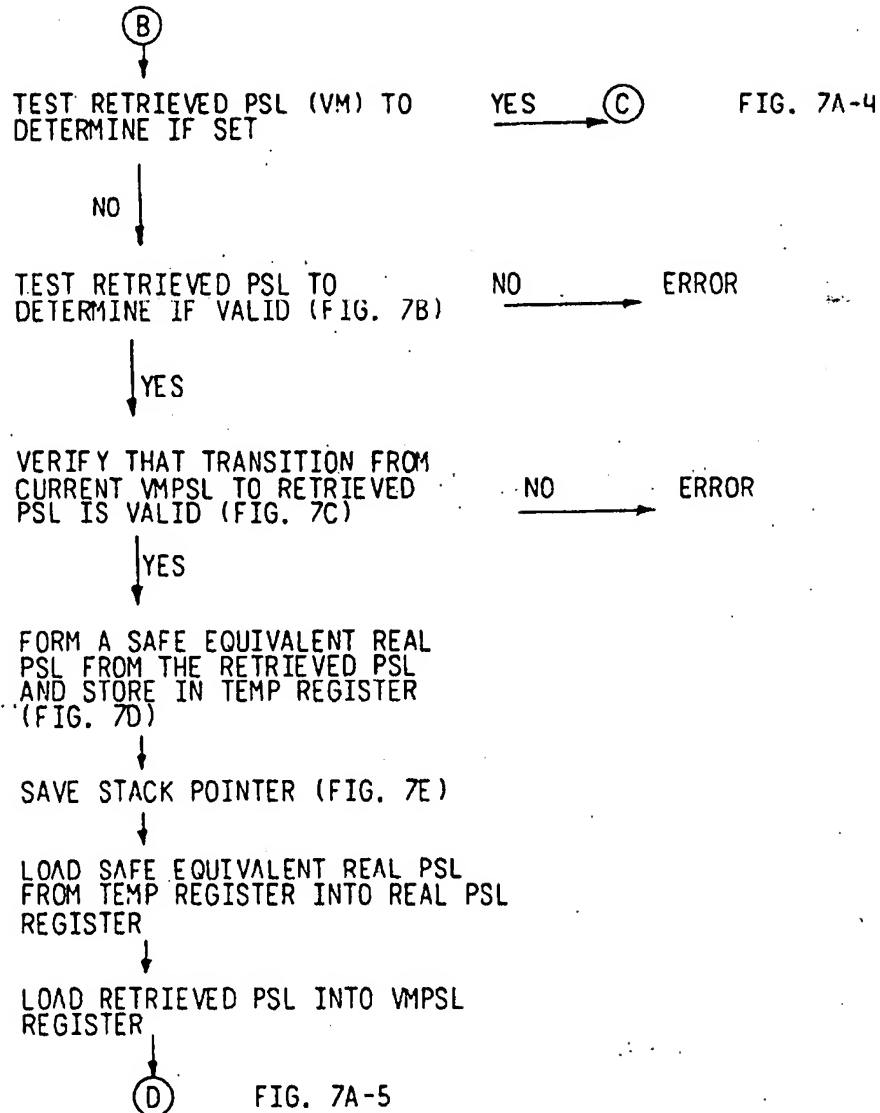 B
TEST RETRIEVED PSL (VM) TO YES C FIG. 7A-4
DETERMINE IF SET
NO
TEST RETRIEVED PSL TO NO ERROR
DETERMINE IF VALID (FIG. 7B)
YES
VERIFY THAT TRANSITION FROM
CURRENT VMPSL TO RETRIEVED NO ERROR
PSL IS VALID (FIG. 7C)
YES
FORM A SAFE EQUIVALENT REAL
PSL FROM THE RETRIEVED PSL
AND STORE IN TEMP REGISTER
(FIG. 7D)
SAVE STACK POINTER (FIG. 7E)
LOAD SAFE EQUIVALENT REAL PSL
FROM TEMP REGISTER INTO REAL PSL
REGISTER
LOAD RETRIEVED PSL INTO VMPSL
REGISTER
D FIG. 7A-5